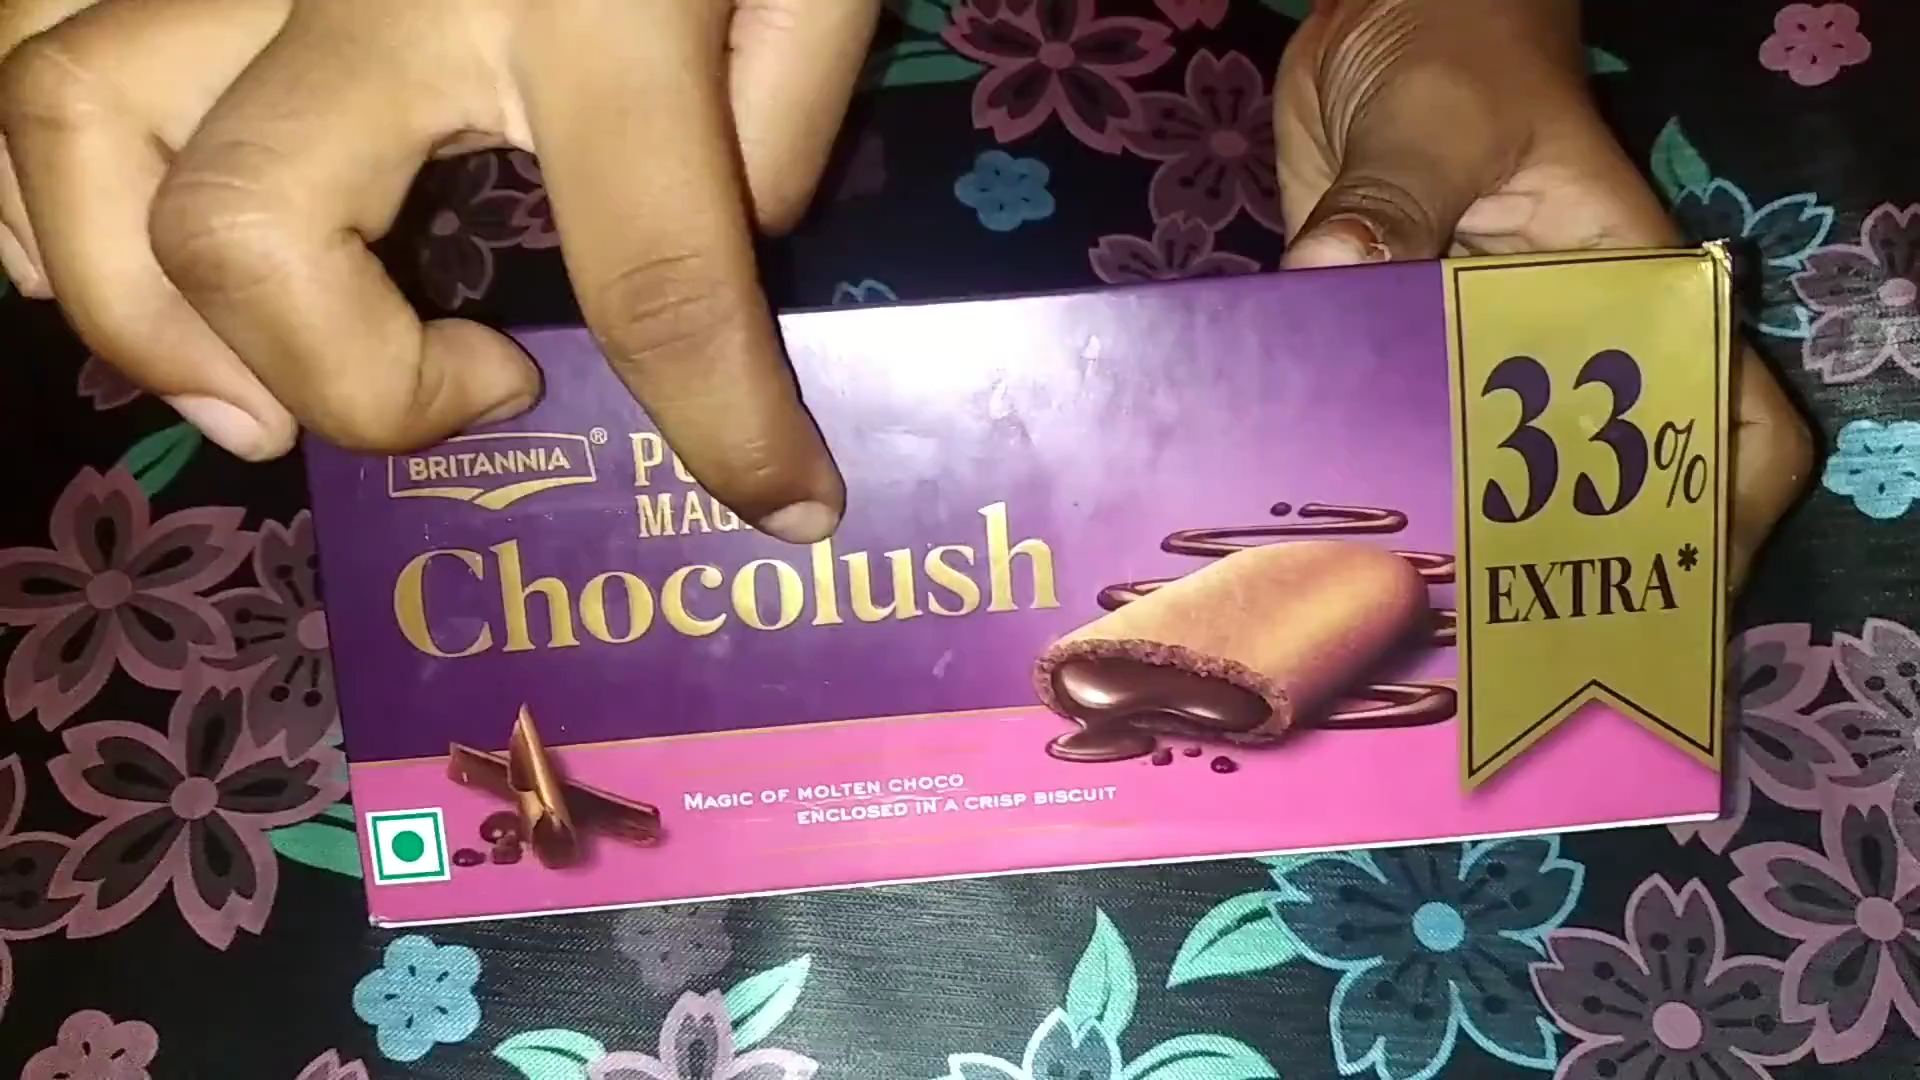 BRITANNIA®
Chocolush
MAGIC OF MOLTEN CHOCO
ENCLOSED IN A CRISP BISCUIT
33%
EXTRA*